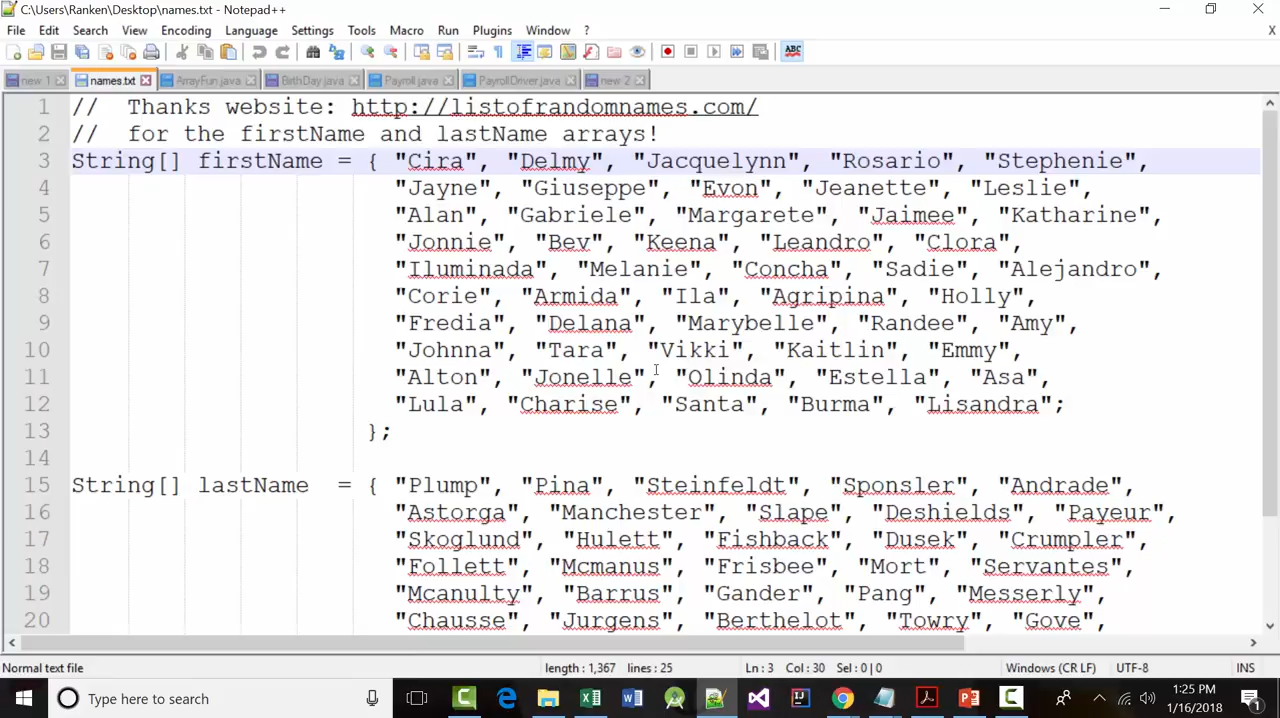 C:\Users\Ranken\Desktop\names.txt - Notepad++
File Edit Search View Encoding Language Settings Tools Macro Run Plugins Window ?
ABC
new 1 names.txt ArrayFun.java BirthDay.java Payroll.java PayrollDriver.java new 2
1 // Thanks website: http://listofrandomnames.com/
2 // for the firstName and lastName arrays!
3 String[] firstName = { "Cira", "Delmy", "Jacquelynn", "Rosario", "Stephenie",
4 "Jayne", "Giuseppe", "Evon", "Jeanette", "Leslie",
5 "Alan", "Gabriele", "Margarete", "Jaimee", "Katharine",
6 "Jonnie", "Bev", "Keena", "Leandro", "Clora",
7 "Iluminada", "Melanie", "Concha", "Sadie", "Alejandro",
8 "Corie", "Armida", "Ila", "Agripina", "Holly",
9 "Fredia", "Delana", "Marybelle", "Randee", "Amy",
10 "Johnna", "Tara", "Vikki", "Kaitlin", "Emmy",
11 "Alton", "Jonelle", "Olinda", "Estella", "Asa",
12 "Lula", "Charise", "Santa", "Burma", "Lisandra";
13 };
14
15 String[] lastName = { "Plump", "Pina", "Steinfeldt", "Sponsler", "Andrade",
16 "Astorga", "Manchester", "Slape", "Deshields", "Payeur",
17 "Skoglund", "Hulett", "Fishback", "Dusek", "Crumpler",
18 "Follett", "Mcmanus", "Frisbee", "Mort", "Servantes",
19 "Mcanulty", "Barrus", "Gander", "Pang", "Messerly",
20 "Chausse", "Jurgens", "Berthelot", "Towry", "Gove",
Normal text file length : 1,367 lines : 25 Ln : 3 Col : 30 Sel : 0 | 0 Windows (CR LF) UTF-8 INS
Type here to search
1:25 PM
1/16/2018